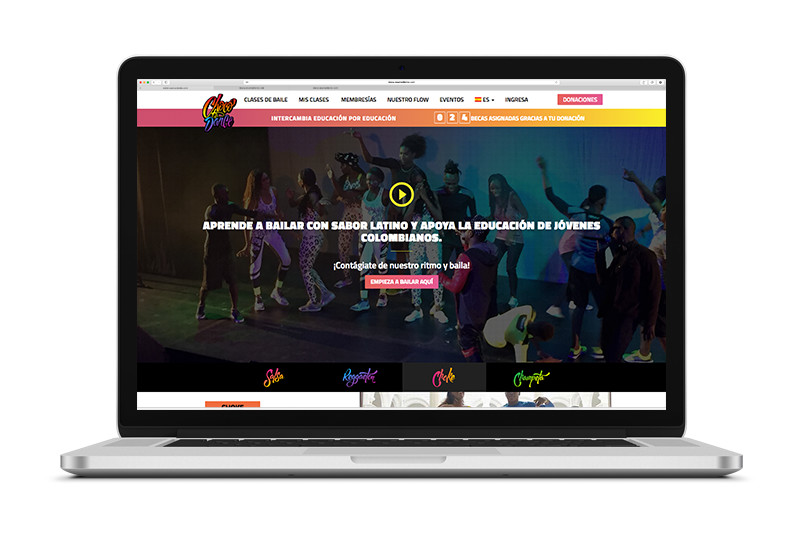 CLASES DE BAILE MIS CLASES MEMBRESÍAS NUESTRO FLOW EVENTOS ES INGRESA DONACIONES
Dance
INTERCAMBIA EDUCACIÓN POR EDUCACIÓN 0 2 4 BECAS ASIGNADAS GRACIAS A TU DONACIÓN
APRENDE A BAILAR CON SABOR LATINO Y APOYA LA EDUCACIÓN DE JÓVENES
COLOMBIANOS.
¡Contágiate de nuestro ritmo y baila!
EMPIEZA A BAILAR AQUÍ
Salsa Reggaeton Choke Champeta